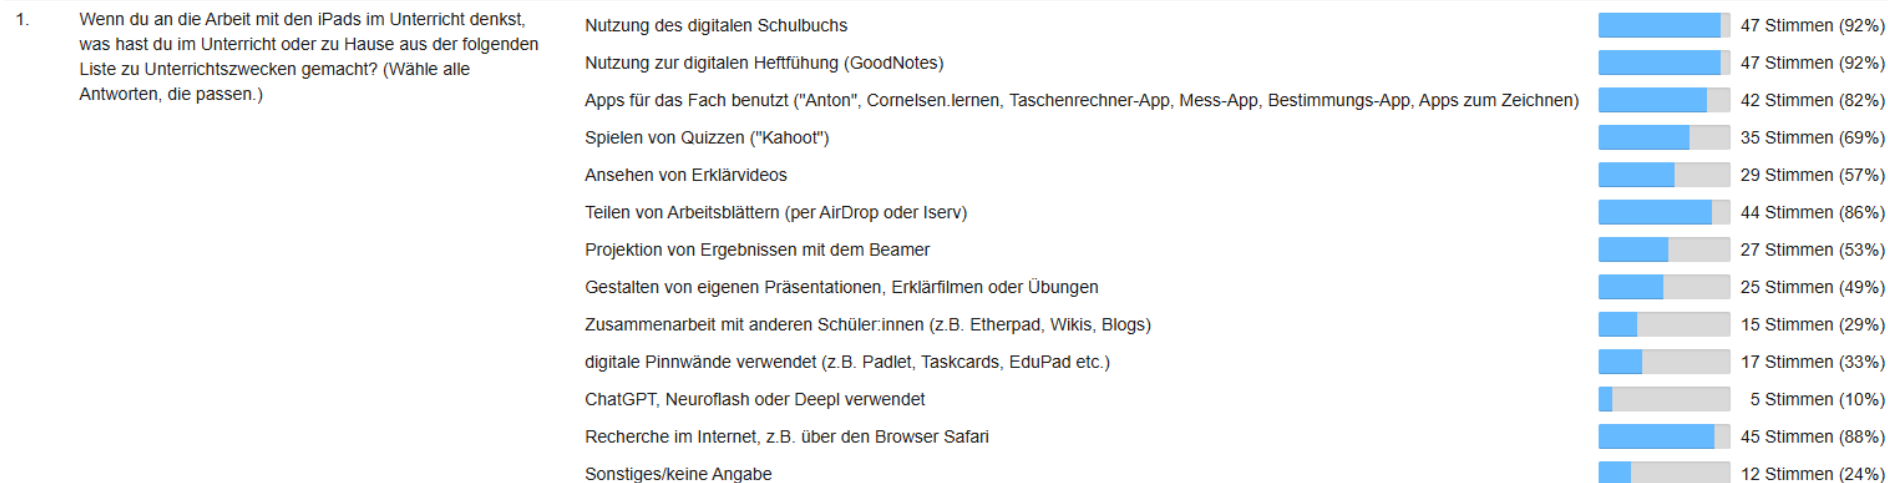 1. Wenn du an die Arbeit mit den iPads im Unterricht denkst,
was hast du im Unterricht oder zu Hause aus der folgenden
Liste zu Unterrichtszwecken gemacht? (Wähle alle
Antworten, die passen.)
Nutzung des digitalen Schulbuchs 47 Stimmen (92%)
Nutzung zur digitalen Heftführung (GoodNotes) 47 Stimmen (92%)
Apps für das Fach benutzt ("Anton", Cornelsen.lernen, Taschenrechner-App, Mess-App, Bestimmungs-App, Apps zum Zeichnen) 42 Stimmen (82%)
Spielen von Quizzen ("Kahoot") 35 Stimmen (69%)
Ansehen von Erklärvideos 29 Stimmen (57%)
Teilen von Arbeitsblättern (per AirDrop oder Iserv) 44 Stimmen (86%)
Projektion von Ergebnissen mit dem Beamer 27 Stimmen (53%)
Gestalten von eigenen Präsentationen, Erklärfilmen oder Übungen 25 Stimmen (49%)
Zusammenarbeit mit anderen Schüler:innen (z.B. Etherpad, Wikis, Blogs) 15 Stimmen (29%)
digitale Pinnwände verwendet (z.B. Padlet, Taskcards, EduPad etc.) 17 Stimmen (33%)
ChatGPT, Neuroflash oder Deepl verwendet 5 Stimmen (10%)
Recherche im Internet, z.B. über den Browser Safari 45 Stimmen (88%)
Sonstiges/keine Angabe 12 Stimmen (24%)